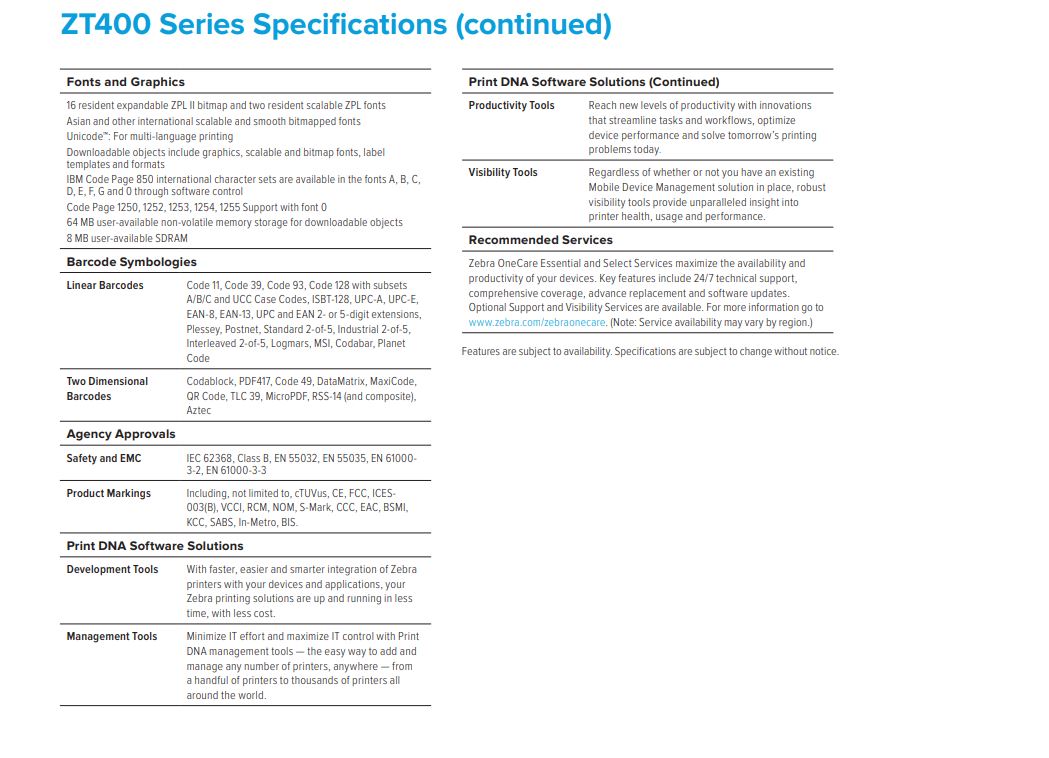 ZT400 Series Specifications (continued)
Fonts and Graphics
16 resident expandable ZPL II bitmap and two resident scalable ZPL fonts
Asian and other international scalable and smooth bitmapped fonts
Unicode™: For multi-language printing
Downloadable objects include graphics, scalable and bitmap fonts, label
templates and formats
IBM Code Page 850 international character sets are available in the fonts A, B, C,
D, E, F, G and 0 through software control
Code Page 1250, 1252, 1253, 1254, 1255 Support with font 0
64 MB user-available non-volatile memory storage for downloadable objects
8 MB user-available SDRAM
Barcode Symbologies
Linear Barcodes
Code 11, Code 39, Code 93, Code 128 with subsets
A/B/C and UCC Case Codes, ISBT-128, UPC-A, UPC-E,
EAN-8, EAN-13, UPC and EAN 2- or 5-digit extensions,
Plessey, Postnet, Standard 2-of-5, Industrial 2-of-5,
Interleaved 2-of-5, Logmars, MSI, Codabar, Planet
Code
Two Dimensional
Barcodes
Codablock, PDF417, Code 49, DataMatrix, MaxiCode,
QR Code, TLC 39, MicroPDF, RSS-14 (and composite),
Aztec
Agency Approvals
Safety and EMC
IEC 62368, Class B, EN 55032, EN 55035, EN 61000-
3-2, EN 61000-3-3
Product Markings
Including, not limited to, cTUVus, CE, FCC, ICES-
003(B), VCCI, RCM, NOM, S-Mark, CCC, EAC, BSMI,
KCC, SABS, In-Metro, BIS.
Print DNA Software Solutions
Development Tools
With faster, easier and smarter integration of Zebra
printers with your devices and applications, your
Zebra printing solutions are up and running in less
time, with less cost.
Management Tools
Minimize IT effort and maximize IT control with Print
DNA management tools — the easy way to add and
manage any number of printers, anywhere — from
a handful of printers to thousands of printers all
around the world.
Print DNA Software Solutions (Continued)
Productivity Tools
Reach new levels of productivity with innovations
that streamline tasks and workflows, optimize
device performance and solve tomorrow's printing
problems today.
Visibility Tools
Regardless of whether or not you have an existing
Mobile Device Management solution in place, robust
visibility tools provide unparalleled insight into
printer health, usage and performance.
Recommended Services
Zebra OneCare Essential and Select Services maximize the availability and
productivity of your devices. Key features include 24/7 technical support,
comprehensive coverage, advance replacement and software updates.
Optional Support and Visibility Services are available. For more information go to
www.zebra.com/zebraonecare. (Note: Service availability may vary by region.)
Features are subject to availability. Specifications are subject to change without notice.